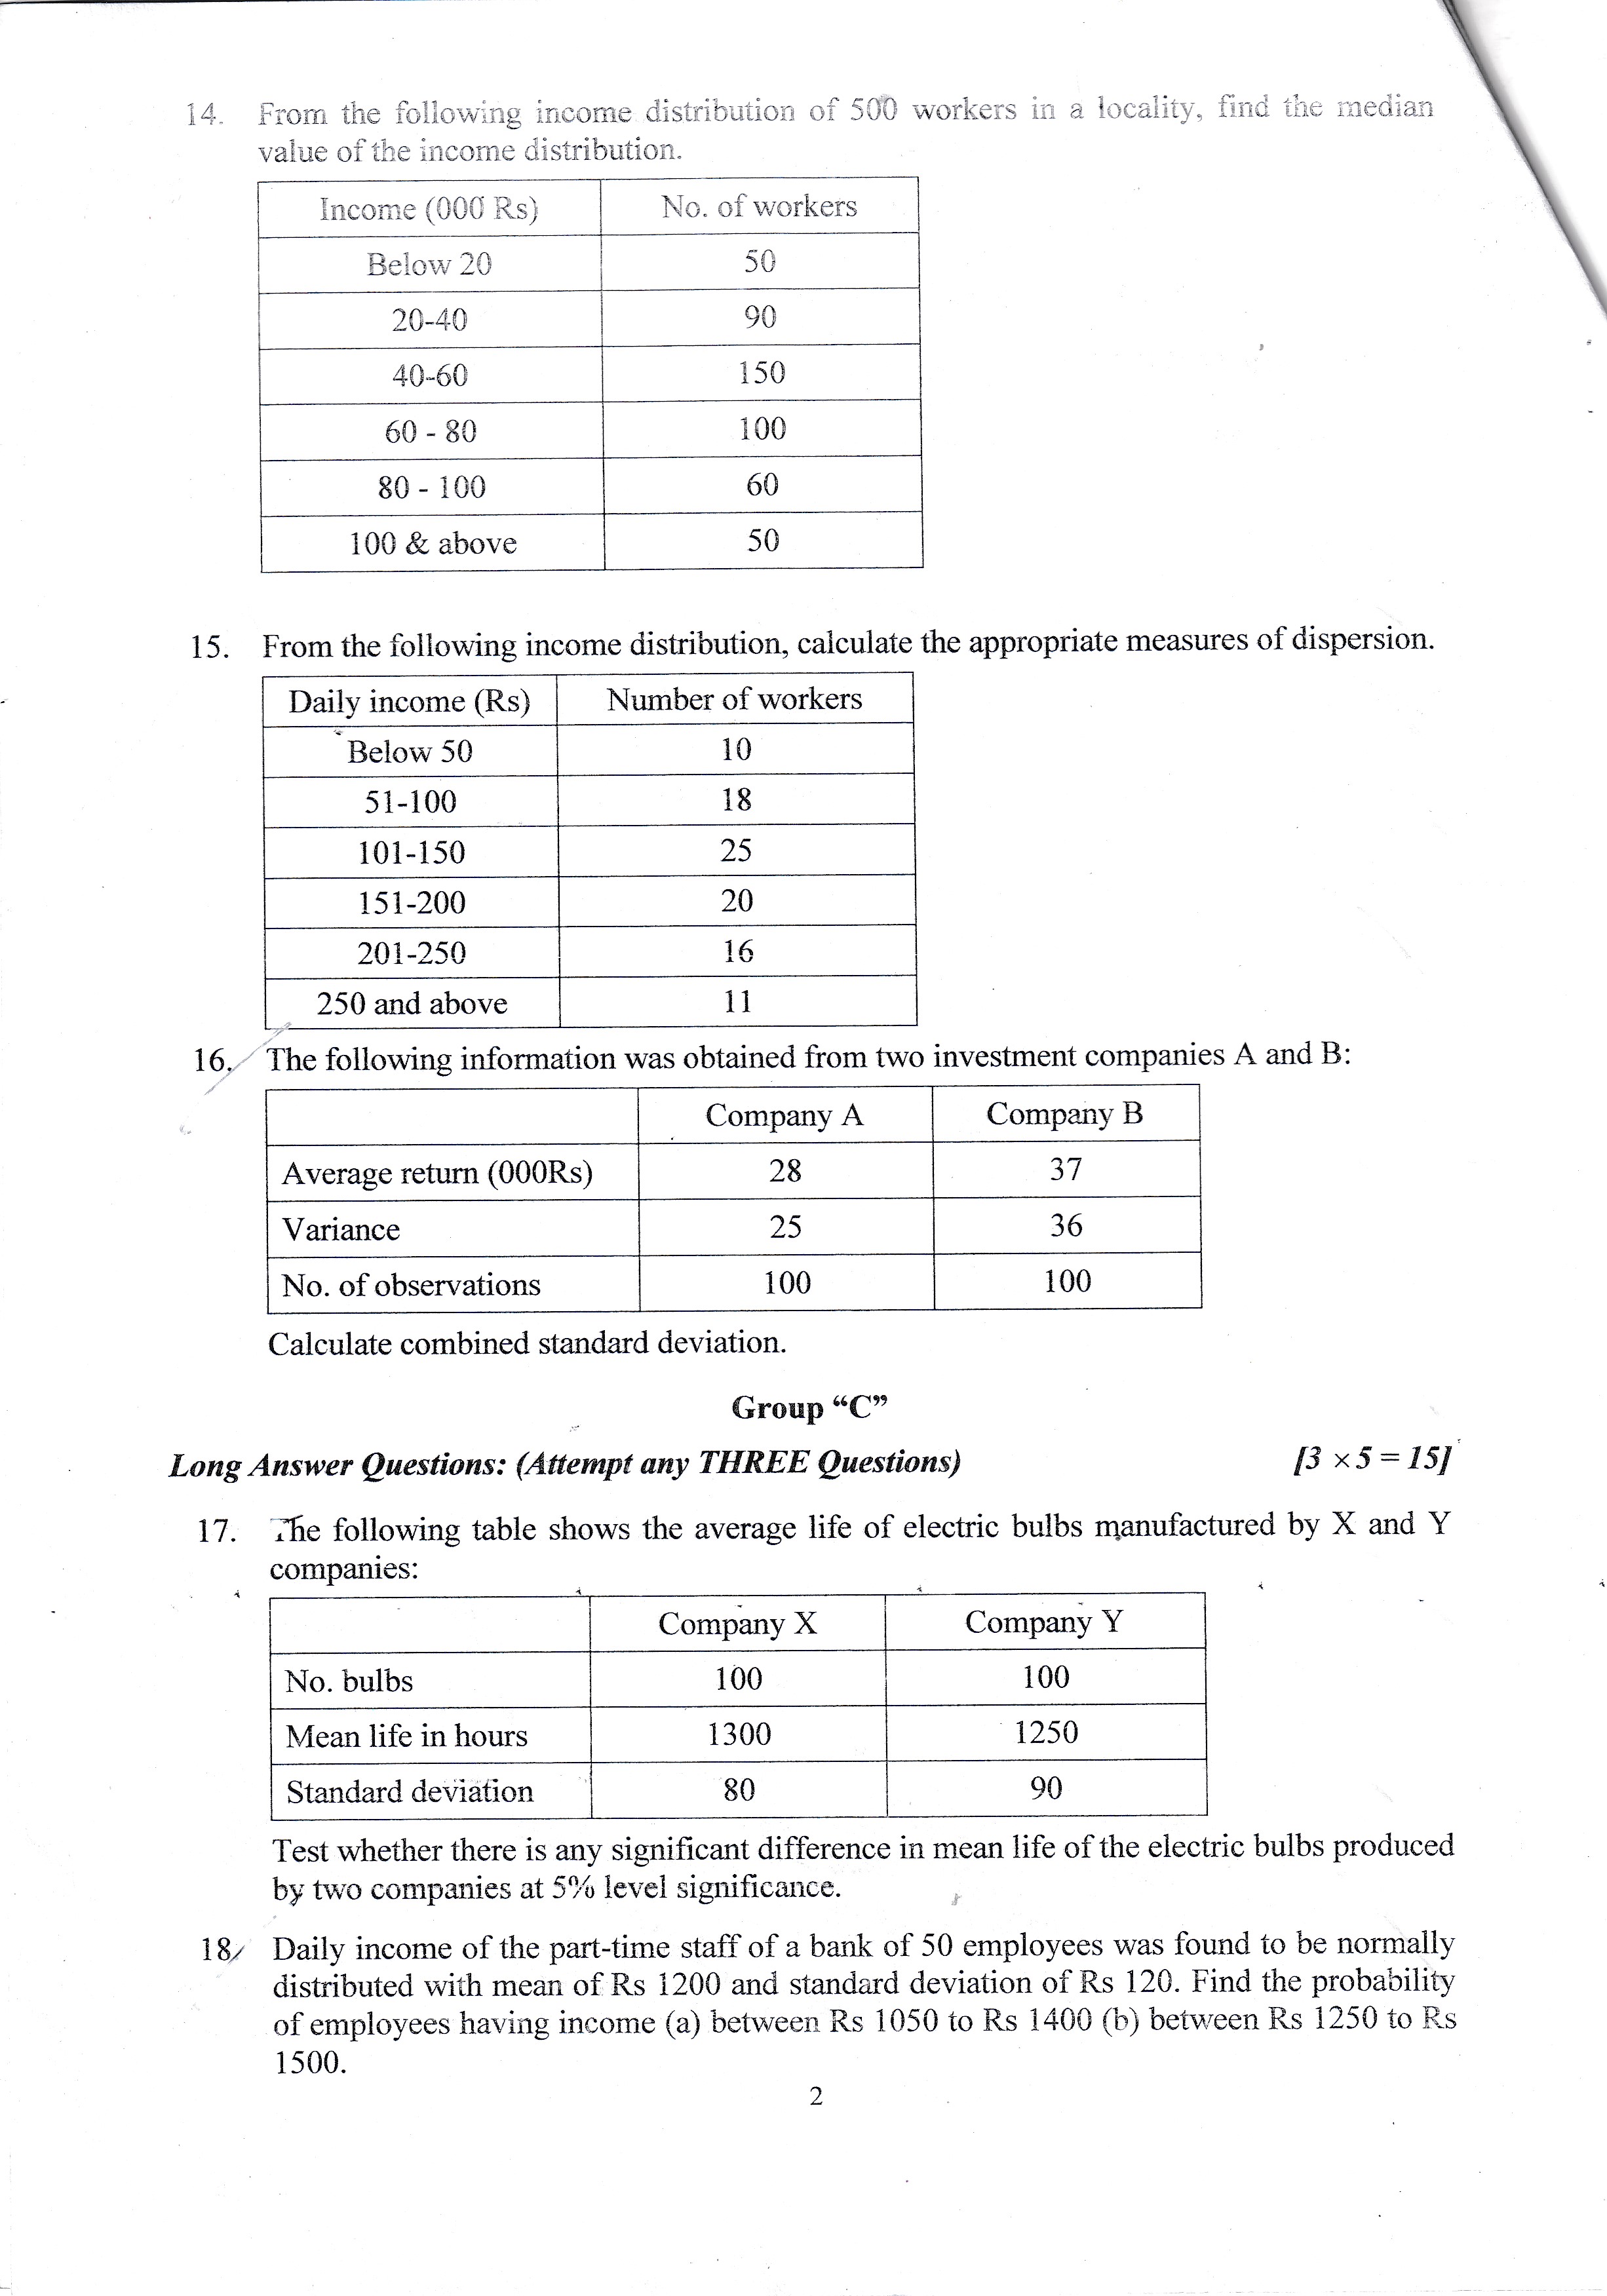 14. From the following income distribution of 500 workers in a locality, find the median
value of the income distribution.
Income (000 Rs) No. of workers
Below 20 50
20-40 90
40-60 150
60 - 80 100
80 - 100 60
100 & above 50
15. From the following income distribution, calculate the appropriate measures of dispersion.
Daily income (Rs) Number of workers
Below 50 10
51-100 18
101-150 25
151-200 20
201-250 16
250 and above 11
16. The following information was obtained from two investment companies A and B:
Company A Company B
Average return (000Rs) 28 37
Variance 25 36
No. of observations 100 100
Calculate combined standard deviation.
Group “C”
Long Answer Questions: (Attempt any THREE Questions) [3 ×5 = 15]
17. The following table shows the average life of electric bulbs manufactured by X and Y
companies:
Company X Company Y
No. bulbs 100 100
Mean life in hours 1300 1250
Standard deviation 80 90
Test whether there is any significant difference in mean life of the electric bulbs produced
by two companies at 5% level significance.
18. Daily income of the part-time staff of a bank of 50 employees was found to be normally
distributed with mean of Rs 1200 and standard deviation of Rs 120. Find the probability
of employees having income (a) between Rs 1050 to Rs 1400 (b) between Rs 1250 to Rs
1500.
2